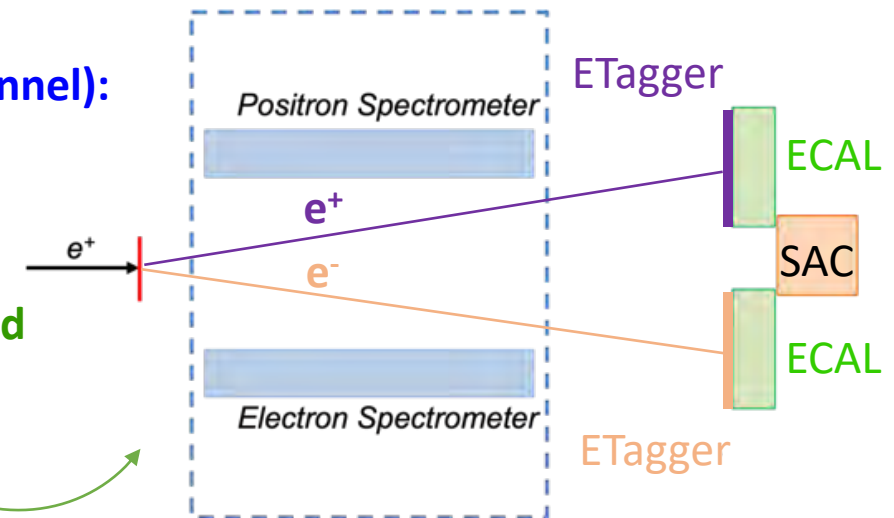 nnel):
Positron Spectrometer
ETagger
ECAL
e⁺
e⁺
e⁻
SAC
d
ECAL
Electron Spectrometer
ETagger